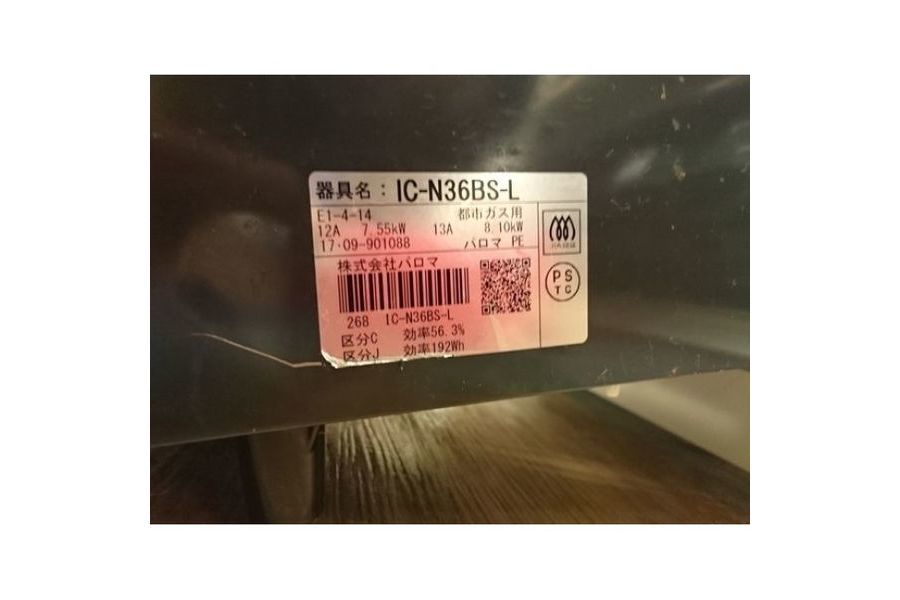 器具名： IC-N36BS-L
E1-4-14 都市ガス用
12A 7.55kW 13A 8.10kW
17・09-901088 パロマ PE
株式会社パロマ
268 IC-N36BS-L
区分C 効率56.3%
区分J 効率192Wh
PS
TG